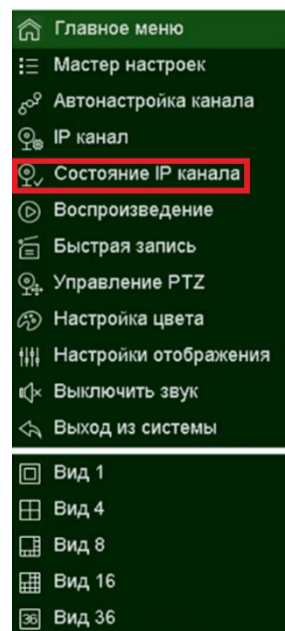 Главное меню
Мастер настроек
Автонастройка канала
IP канал
Состояние IP канала
Воспроизведение
Быстрая запись
Управление PTZ
Настройка цвета
Настройки отображения
Выключить звук
Выход из системы
Вид 1
Вид 4
Вид 8
Вид 16
36 Вид 36